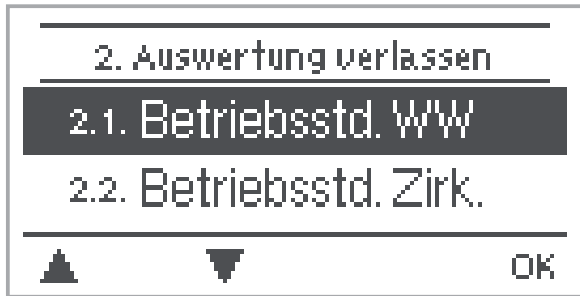 2. Auswertung verlassen
2.1. Betriebsstd. WW
2.2. Betriebsstd. Zirk.
OK